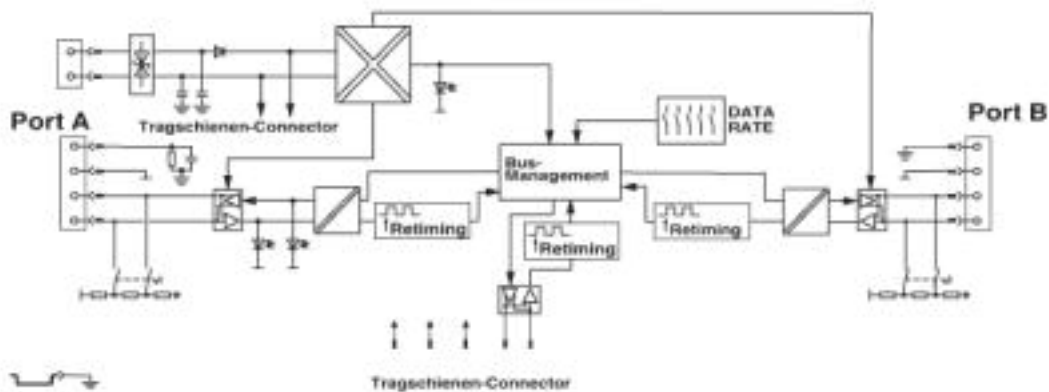 Port A
Tragschienen-Connector
DATA
RATE
Port B
Bus-
Management
Retiming
Retiming
Retiming
Tragschienen-Connector